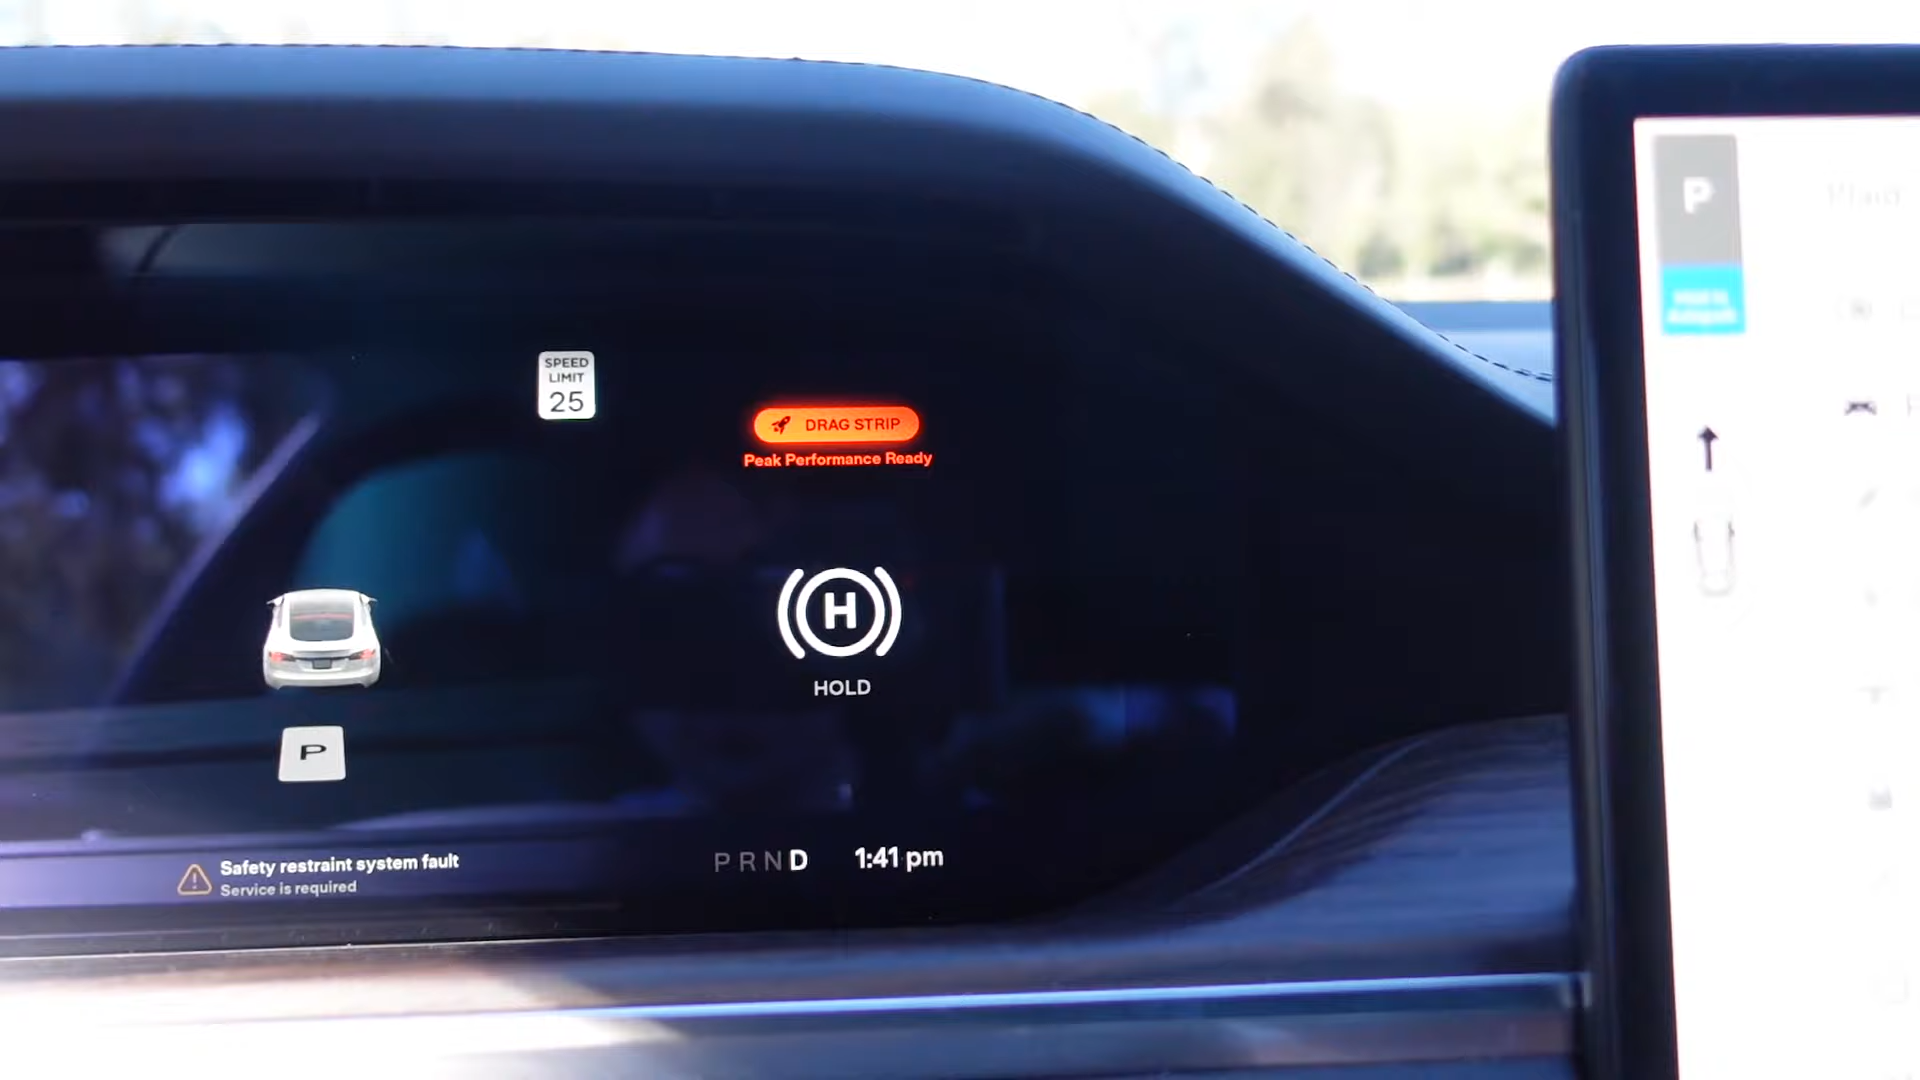 SPEED
LIMIT
25
DRAG STRIP
Peak Performance Ready
H
HOLD
P
Safety restraint system fault
Service is required
P R N D
1:41 pm
P
Plaid